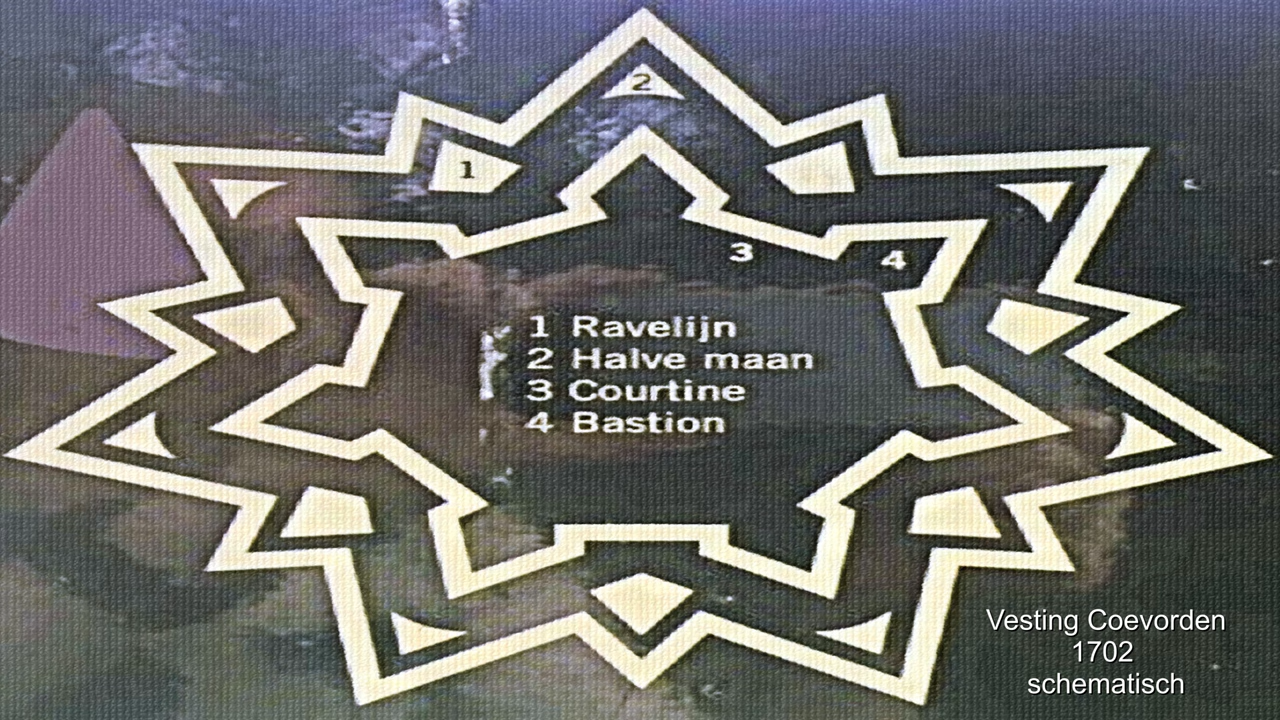 2
1
3
4
1 Ravelijn
2 Halve maan
3 Courtine
4 Bastion
Vesting Coevorden
1702
schematisch